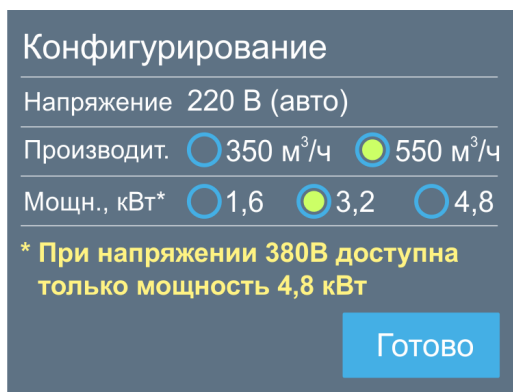 Конфигурирование
Напряжение 220 В (авто)
Производит. 350 м³/ч 550 м³/ч
Мощн., кВт* 1,6 3,2 4,8
* При напряжении 380В доступна
только мощность 4,8 кВт
Готово